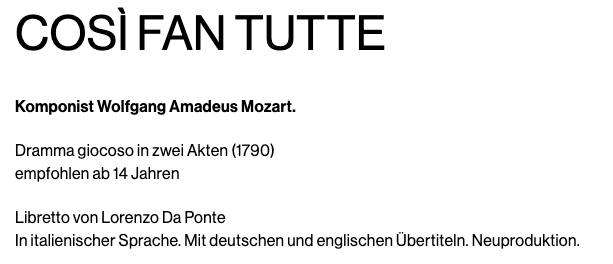 COSÌ FAN TUTTE
Komponist Wolfgang Amadeus Mozart.
Dramma giocoso in zwei Akten (1790)
empfohlen ab 14 Jahren
Libretto von Lorenzo Da Ponte
In italienischer Sprache. Mit deutschen und englischen Übertiteln. Neuproduktion.